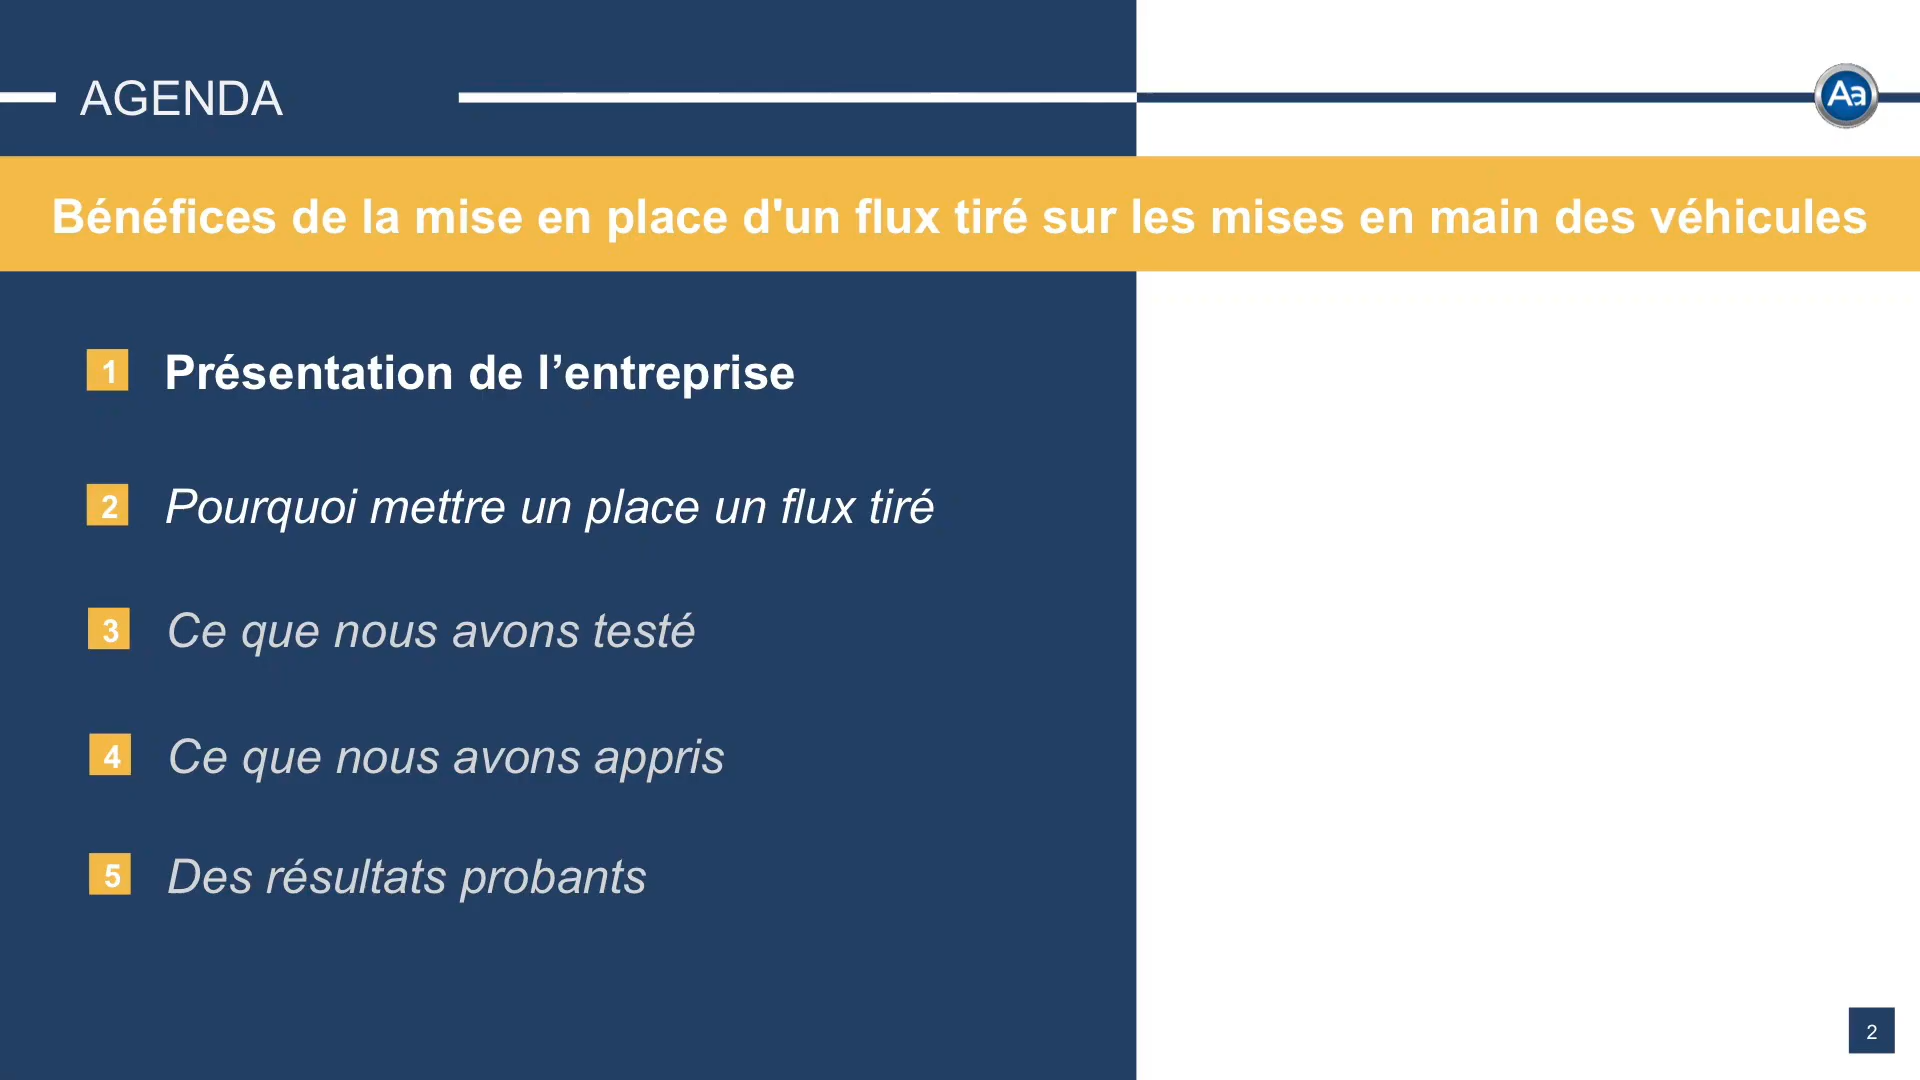 AGENDA
Aa
Bénéfices de la mise en place d'un flux tiré sur les mises en main des véhicules
1 Présentation de l’entreprise
2 Pourquoi mettre un place un flux tiré
3 Ce que nous avons testé
4 Ce que nous avons appris
5 Des résultats probants
2